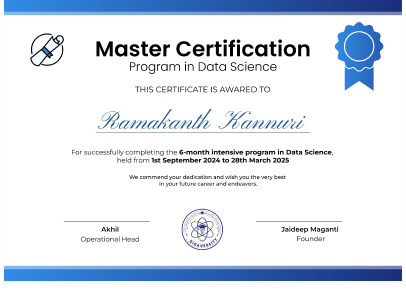 Master Certification
Program in Data Science
THIS CERTIFICATE IS AWARED TO
Ramakanth Kannuri
For successfully completing the 6-month intensive program in Data Science,
held from 1st September 2024 to 28th March 2025
We commend your dedication and wish you the very best
in your future career and endeavors.
Akhil
Operational Head
Jaideep Maganti
Founder